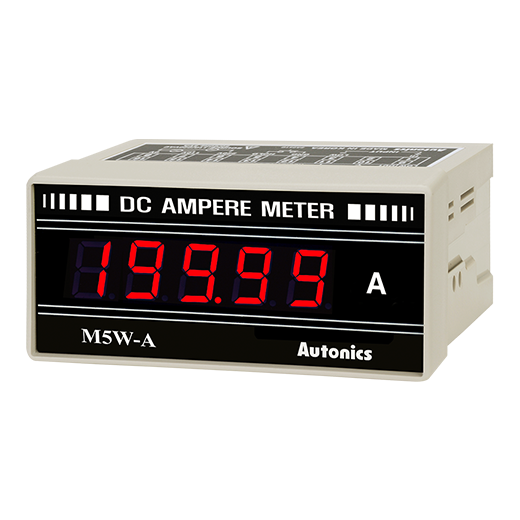 DC AMPERE METER
199.99 A
M5W-A
Autonics